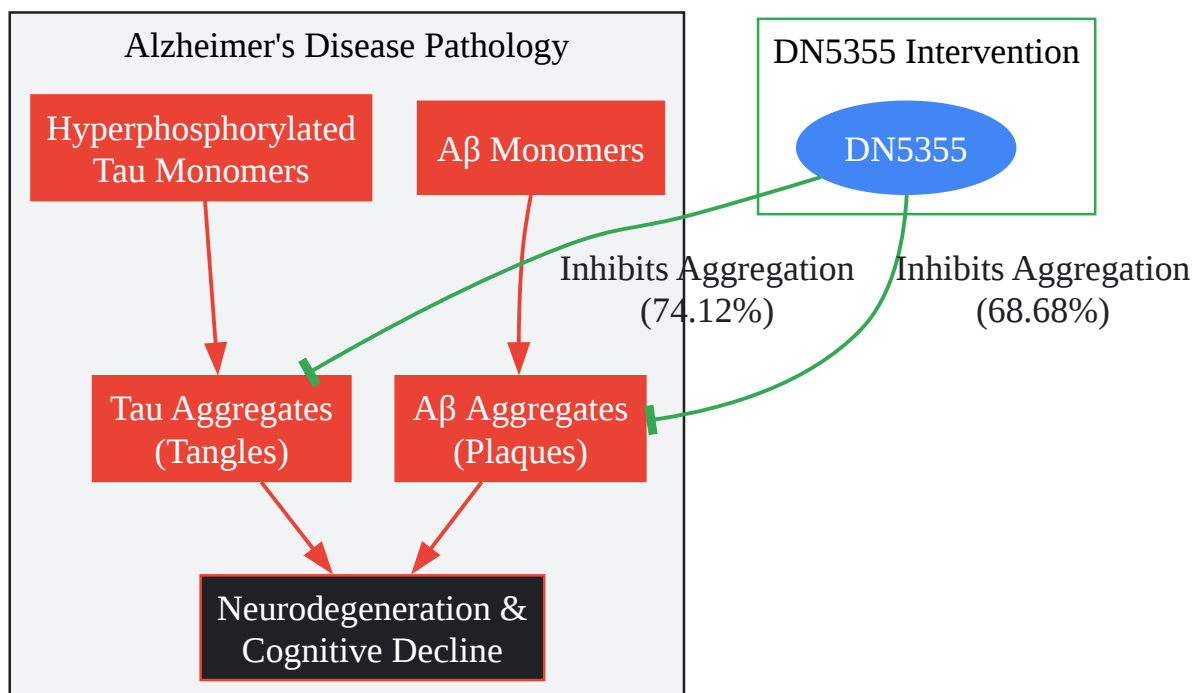 Alzheimer's Disease Pathology
DN5355 Intervention
Hyperphosphorylated
Tau Monomers
Aβ Monomers
DN5355
Inhibits Aggregation
(74.12%)
Inhibits Aggregation
(68.68%)
Tau Aggregates
(Tangles)
Aβ Aggregates
(Plaques)
Neurodegeneration &
Cognitive Decline